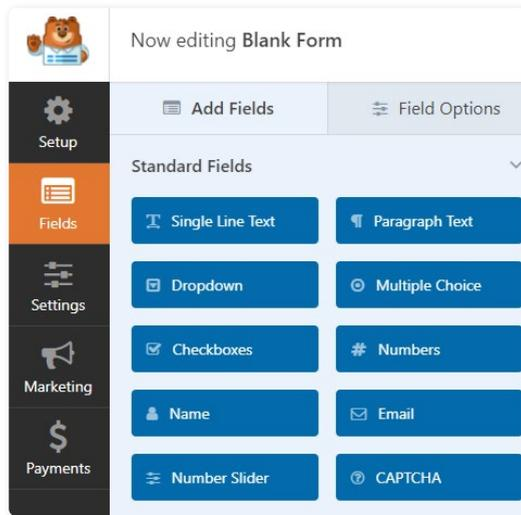 Now editing Blank Form
Setup
Fields
Settings
Marketing
Payments
Add Fields
Field Options
Standard Fields
Single Line Text
Paragraph Text
Dropdown
Multiple Choice
Checkboxes
Numbers
Name
Email
Number Slider
CAPTCHA